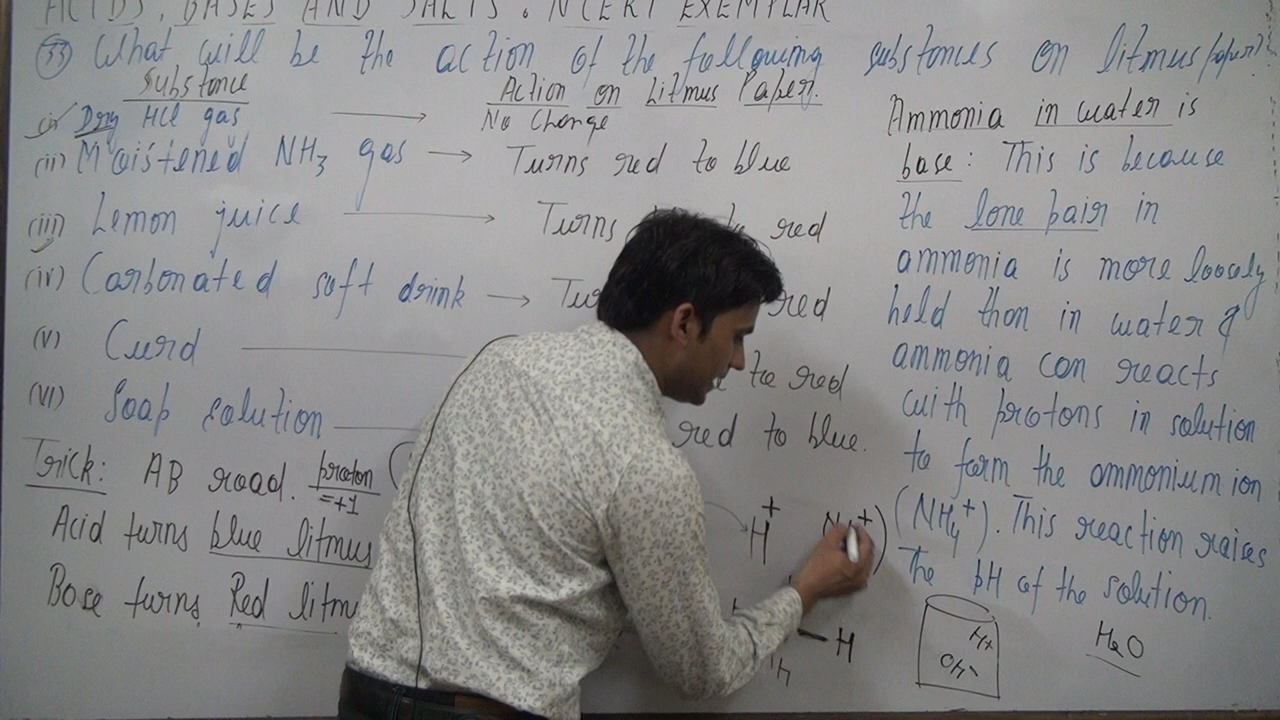 ACIDS, BASES AND SALTS. NCERT EXEMPLAR
33 What will be the action of the following substances on litmus paper?
Substance
Action on Litmus Paper.
(i) Dry HCl gas → No Change
(ii) Moistened NH3 gas → Turns red to blue
(iii) Lemon juice → Turns red
(iv) Carbonated soft drink → red
(v) Curd to red
(vi) Soap solution red to blue.
Trick: AB road. proton
=+1
Acid turns blue litmus
Base turns Red litm
H+
H
H
Ammonia in water is
base: This is because
the lone pair in
ammonia is more loosely
held than in water &
ammonia can reacts
with protons in solution
to form the ammonium ion
(NH4+). This reaction raises
the pH of the solution.
H+
OH-
H2O